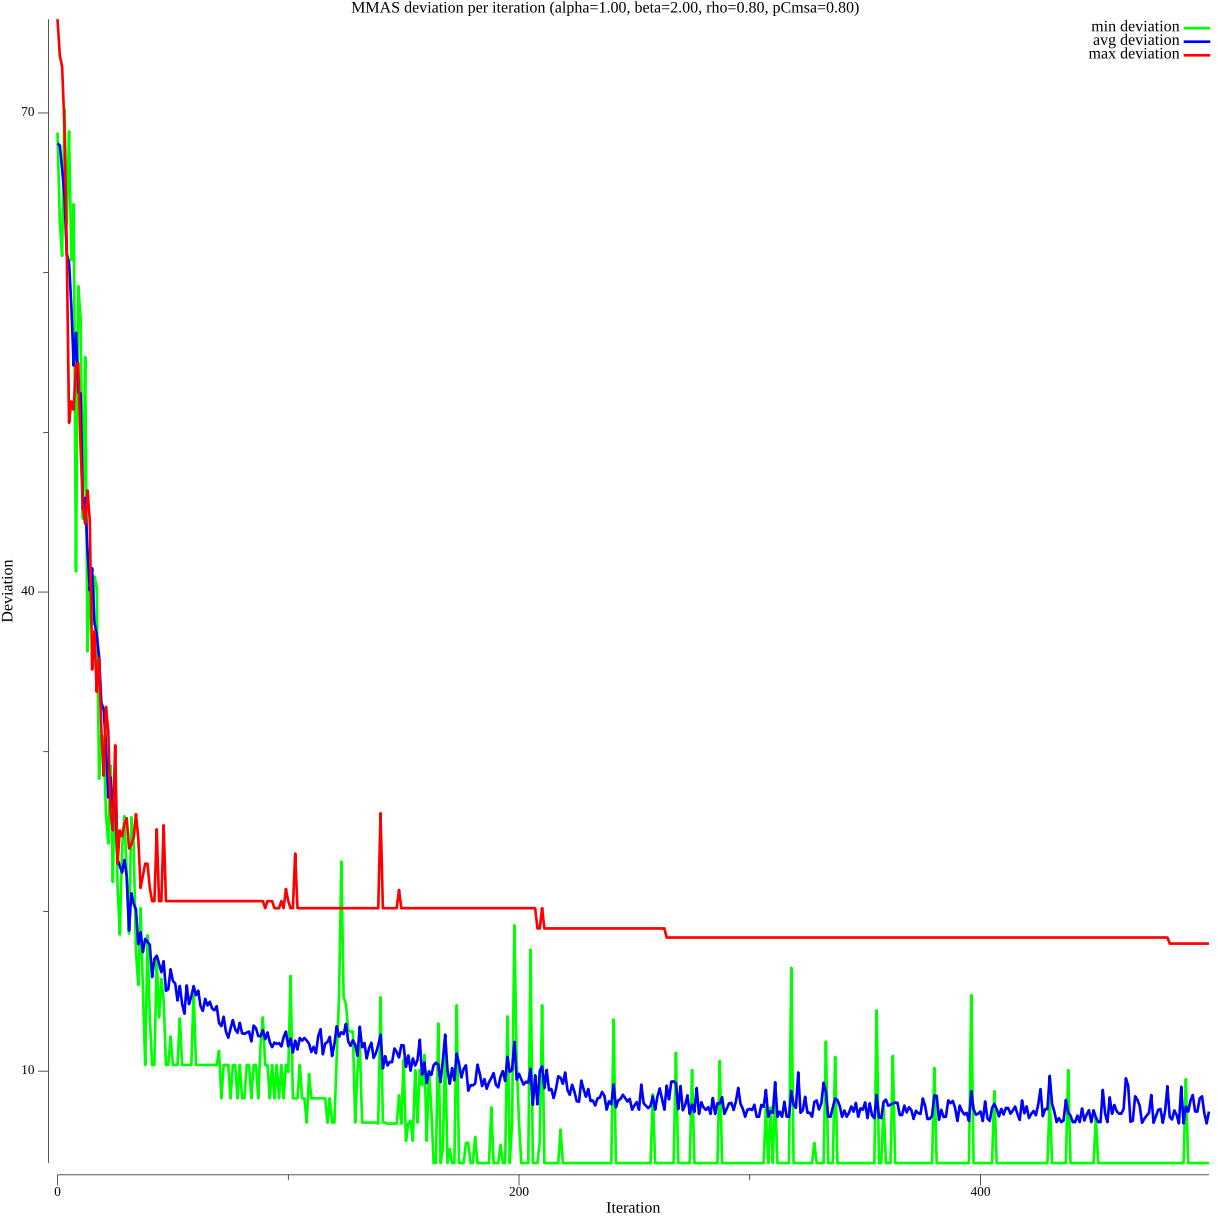 MMAS deviation per iteration (alpha=1.00, beta=2.00, rho=0.80, pCmsa=0.80)
min deviation
avg deviation
max deviation
70
40
10
Deviation
0
200
400
Iteration